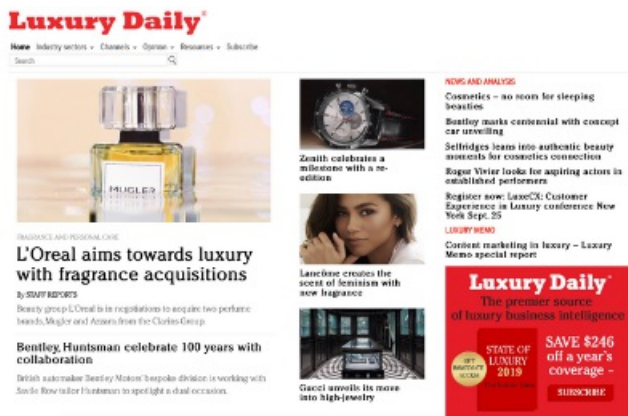 Luxury Daily®
Home Industry sectors Channels Opinion Resources Subscribe
Search
MUGLER
FRAGRANCE AND PERSONAL CARE
L'Oreal aims towards luxury
with fragrance acquisitions
By STAFF REPORTS
Beauty group L'Oreal is in negotiations to acquire two perfume
brands, Mugler and Azzaro, from the Clarins Group.
Bentley, Huntsman celebrate 100 years with
collaboration
British automaker Bentley Motors' bespoke division is working with
Savile Row tailor Huntsman to spotlight a dual occasion.
Zenith celebrates a
milestone with a re-
edition
Lancôme creates the
scent of feminism with
new fragrance
Gucci unveils its move
into high-jewelry
NEWS AND ANALYSIS
Cosmetics – no room for sleeping
beauties
Bentley marks centennial with concept
car unveiling
Selfridges leans into authentic beauty
moments for cosmetics connection
Roger Vivier looks for aspiring actors in
established performers
Register now: LuxeCX: Customer
Experience in Luxury conference New
York Sept. 25
LUXURY MEMO
Content marketing in luxury – Luxury
Memo special report
Luxury Daily®
The premier source
of luxury business intelligence
STATE OF
LUXURY
2019
SAVE $246
off a year's
coverage –
SUBSCRIBE